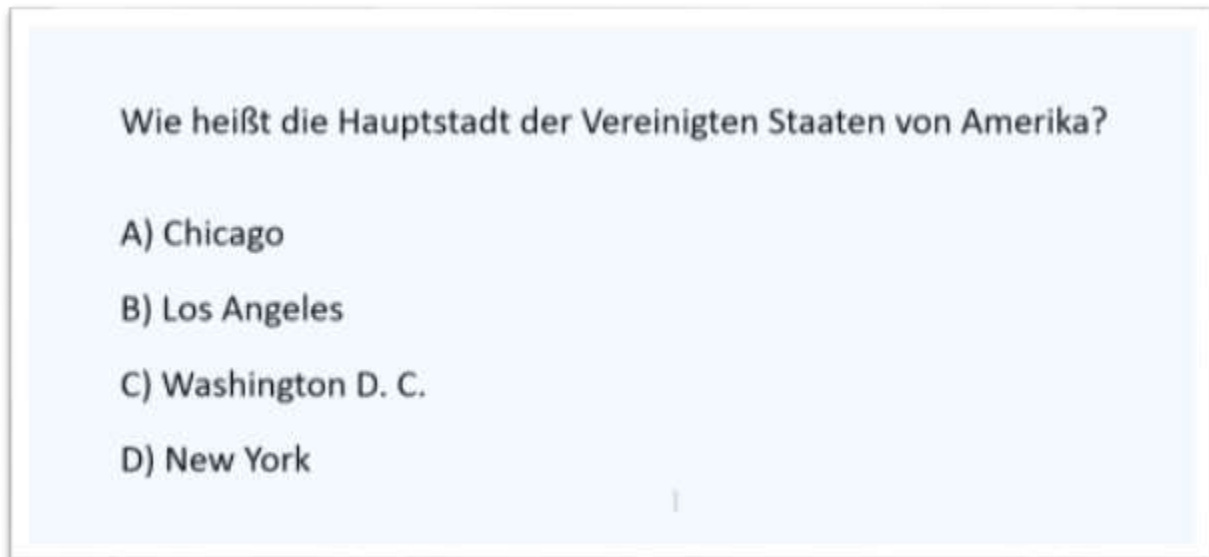 Wie heißt die Hauptstadt der Vereinigten Staaten von Amerika?
A) Chicago
B) Los Angeles
C) Washington D. C.
D) New York